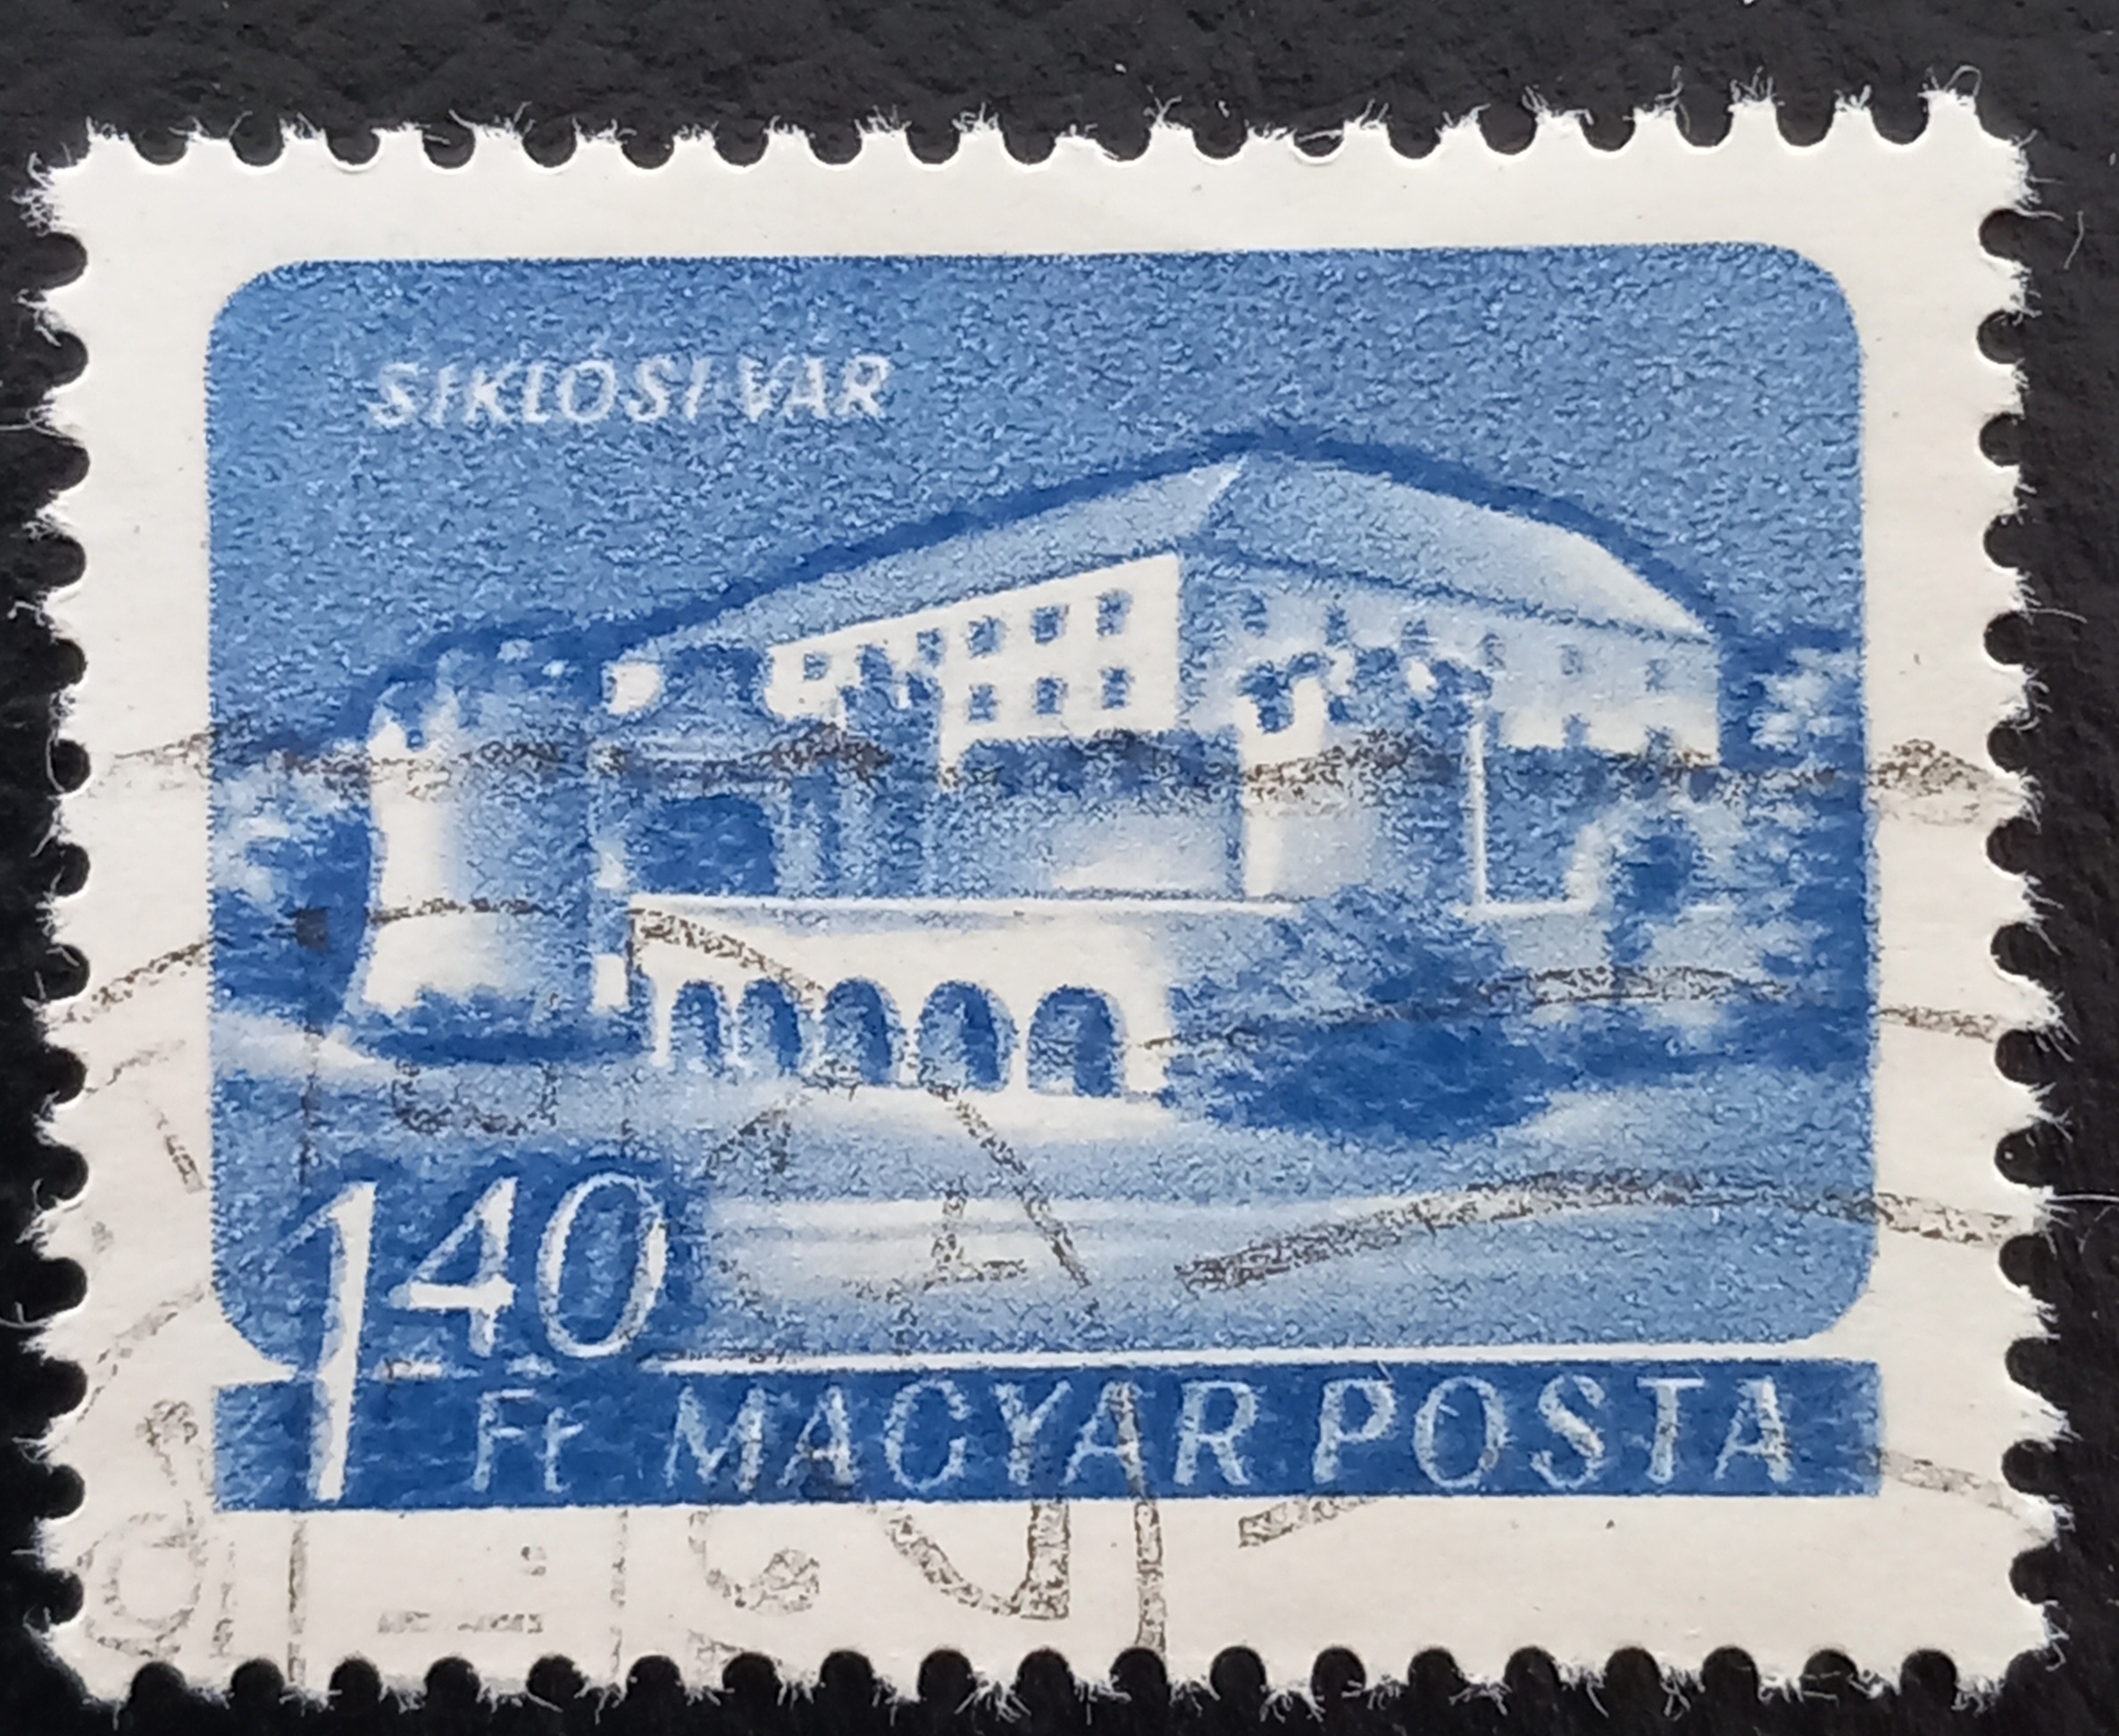 SIKLÓSI VÁR
1 40
Ft MAGYAR POSTA